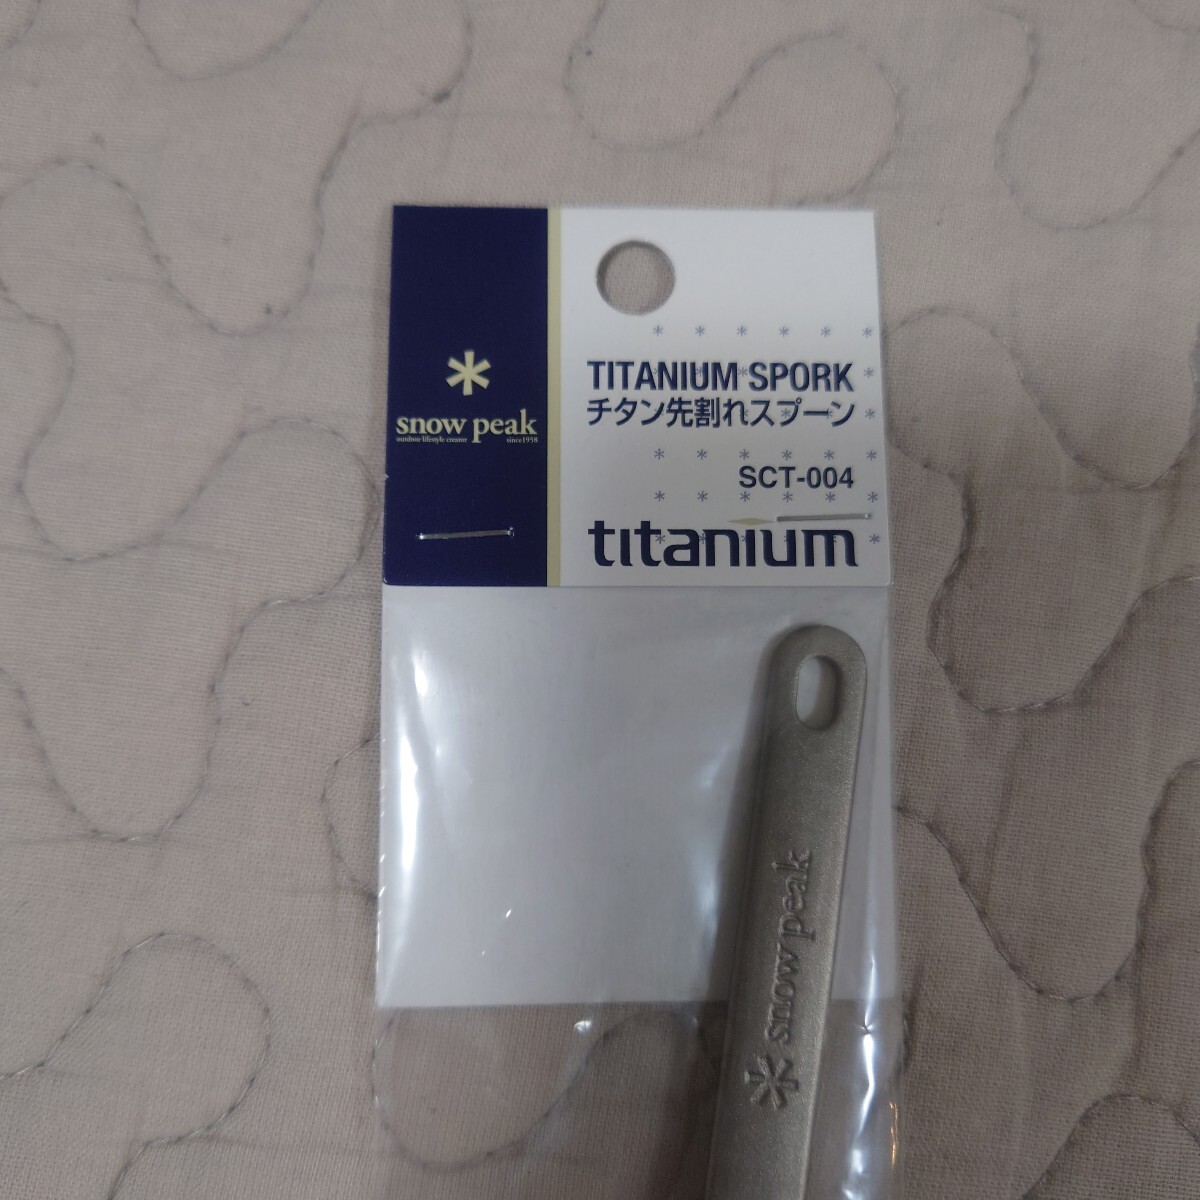 snow peak
outdoor lifestyle creator since1958
TITANIUM SPORK
チタン先割れスプーン
SCT-004
titanium
snow peak